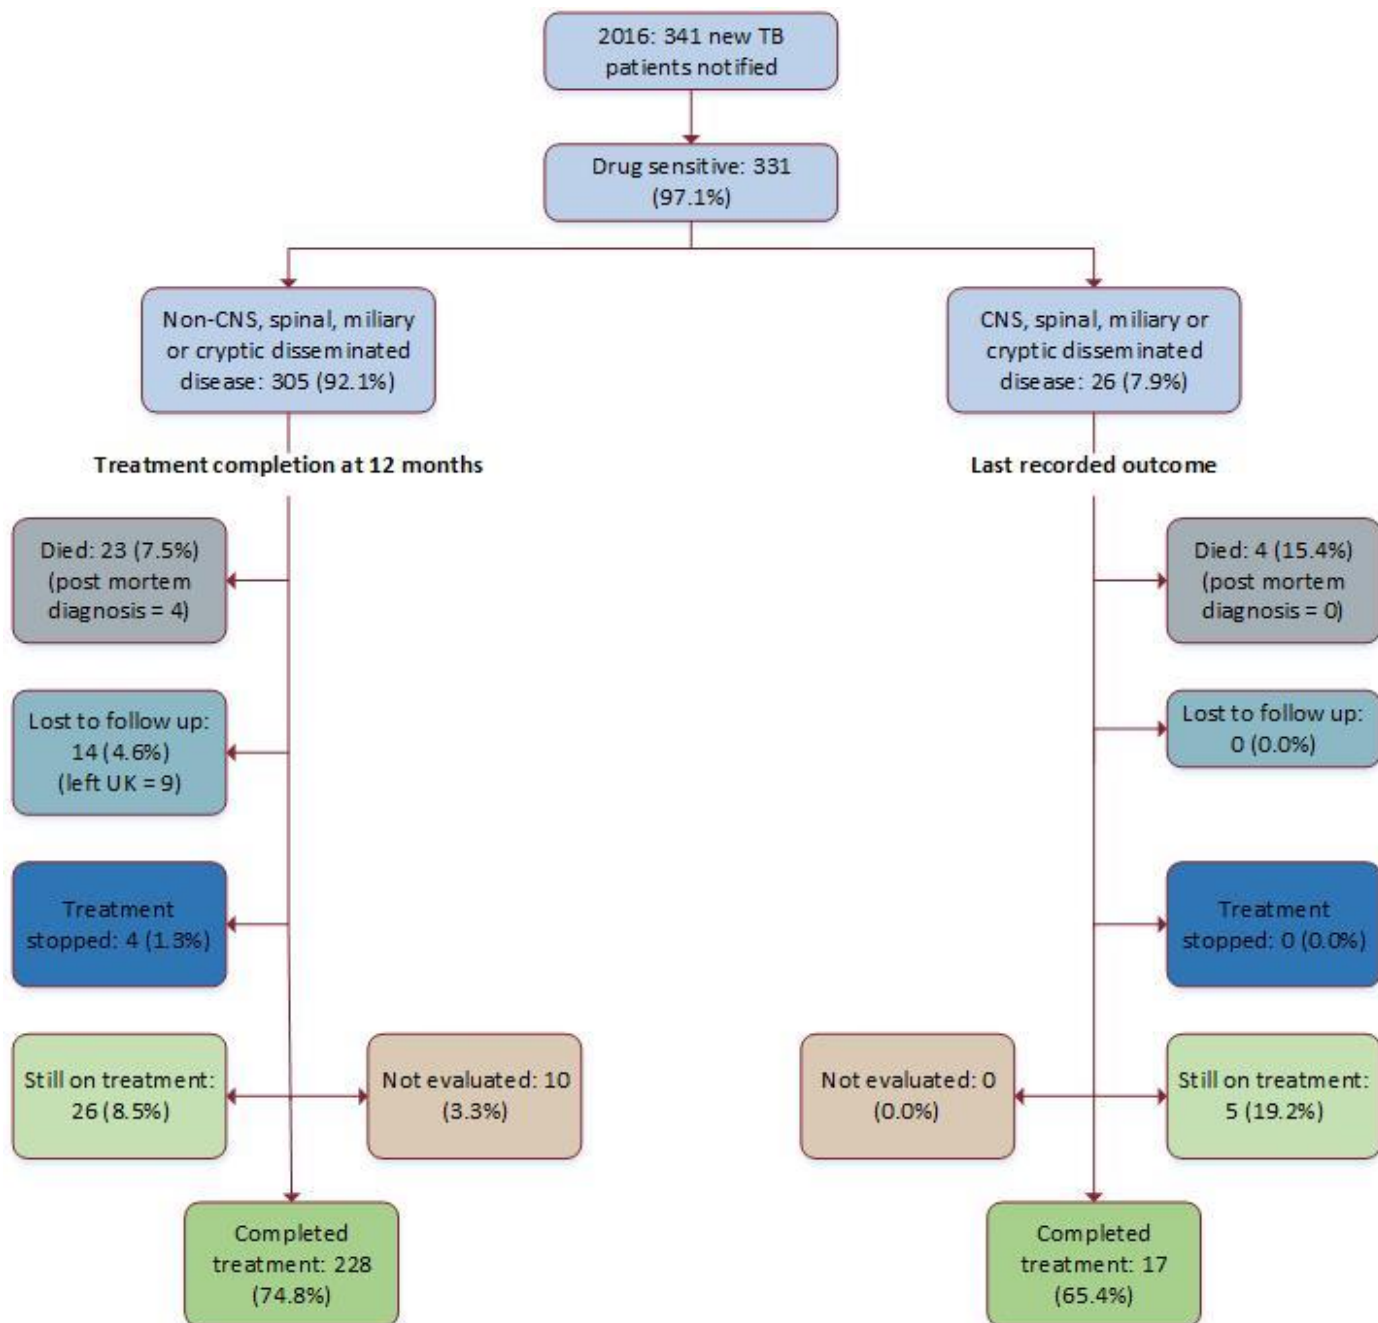 2016: 341 new TB
patients notified
Drug sensitive: 331
(97.1%)
Non-CNS, spinal, miliary
or cryptic disseminated
disease: 305 (92.1%)
CNS, spinal, miliary or
cryptic disseminated
disease: 26 (7.9%)
Treatment completion at 12 months
Last recorded outcome
Died: 23 (7.5%)
(post mortem
diagnosis = 4)
Died: 4 (15.4%)
(post mortem
diagnosis = 0)
Lost to follow up:
14 (4.6%)
(left UK = 9)
Lost to follow up:
0 (0.0%)
Treatment
stopped: 4 (1.3%)
Treatment
stopped: 0 (0.0%)
Still on treatment:
26 (8.5%)
Not evaluated: 10
(3.3%)
Not evaluated: 0
(0.0%)
Still on treatment:
5 (19.2%)
Completed
treatment: 228
(74.8%)
Completed
treatment: 17
(65.4%)